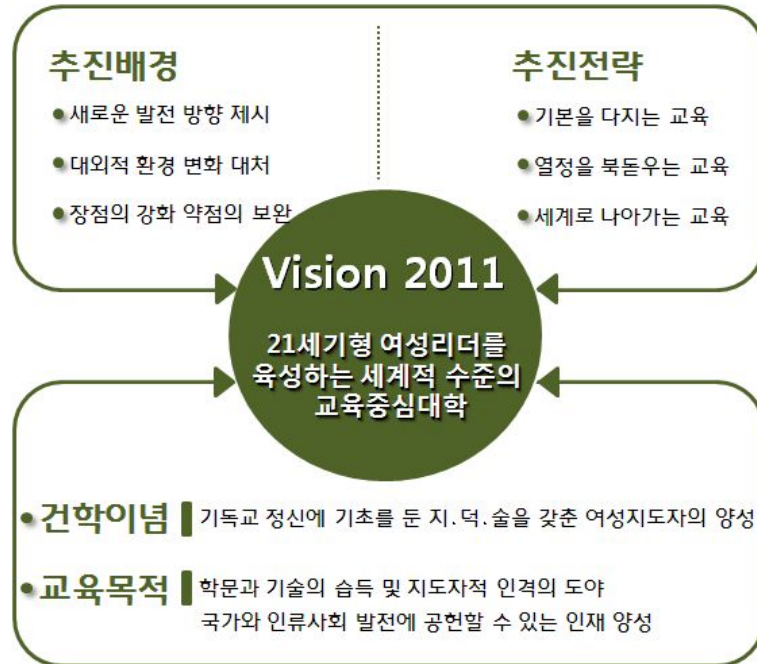 추진배경
●새로운 발전 방향 제시
●대외적 환경 변화 대처
●장점의 강화 약점의 보완
추진전략
●기본을 다지는 교육
●열정을 북돋우는 교육
●세계로 나아가는 교육
Vision 2011
21세기형 여성리더를
육성하는 세계적 수준의
교육중심대학
●건학이념 기독교 정신에 기초를 둔 지.덕.술을 갖춘 여성지도자의 양성
●교육목적 학문과 기술의 습득 및 지도자적 인격의 도야
국가와 인류사회 발전에 공헌할 수 있는 인재 양성